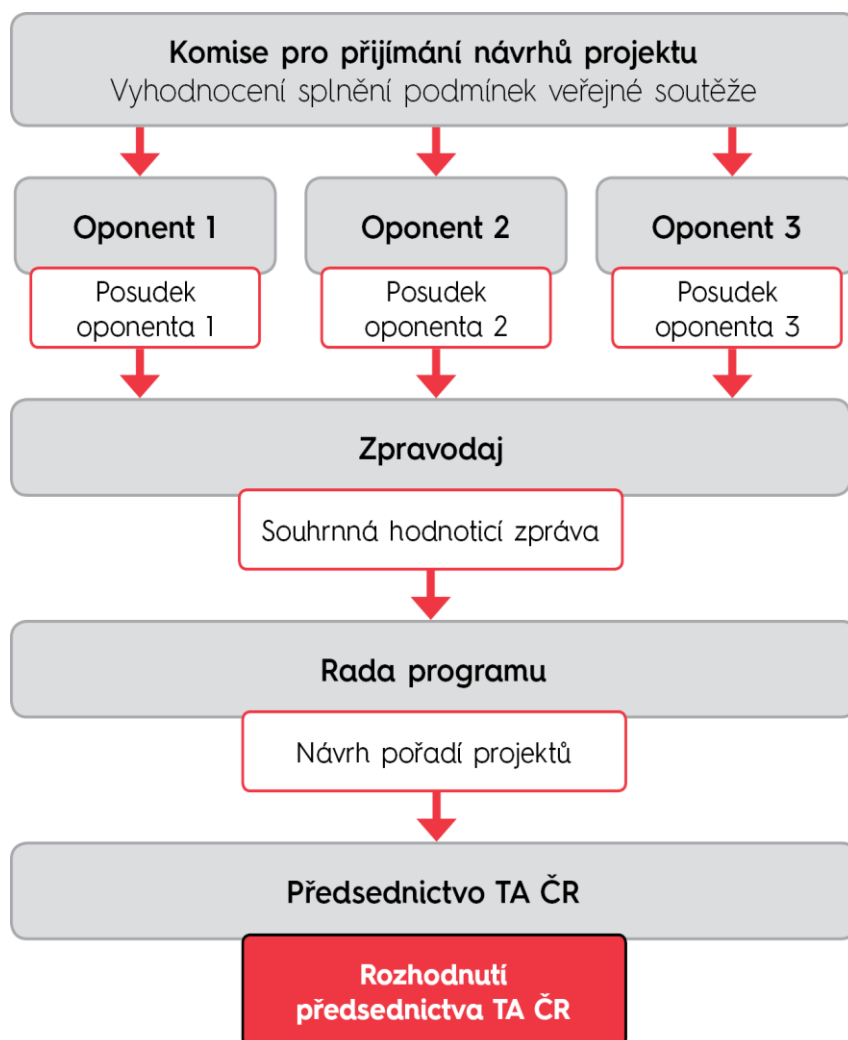 Komise pro přijímání návrhů projektu
Vyhodnocení splnění podmínek veřejné soutěže
Oponent 1
Oponent 2
Oponent 3
Posudek
oponenta 1
Posudek
oponenta 2
Posudek
oponenta 3
Zpravodaj
Souhrnná hodnoticí zpráva
Rada programu
Návrh pořadí projektů
Předsednictvo TA ČR
Rozhodnutí
předsednictva TA ČR